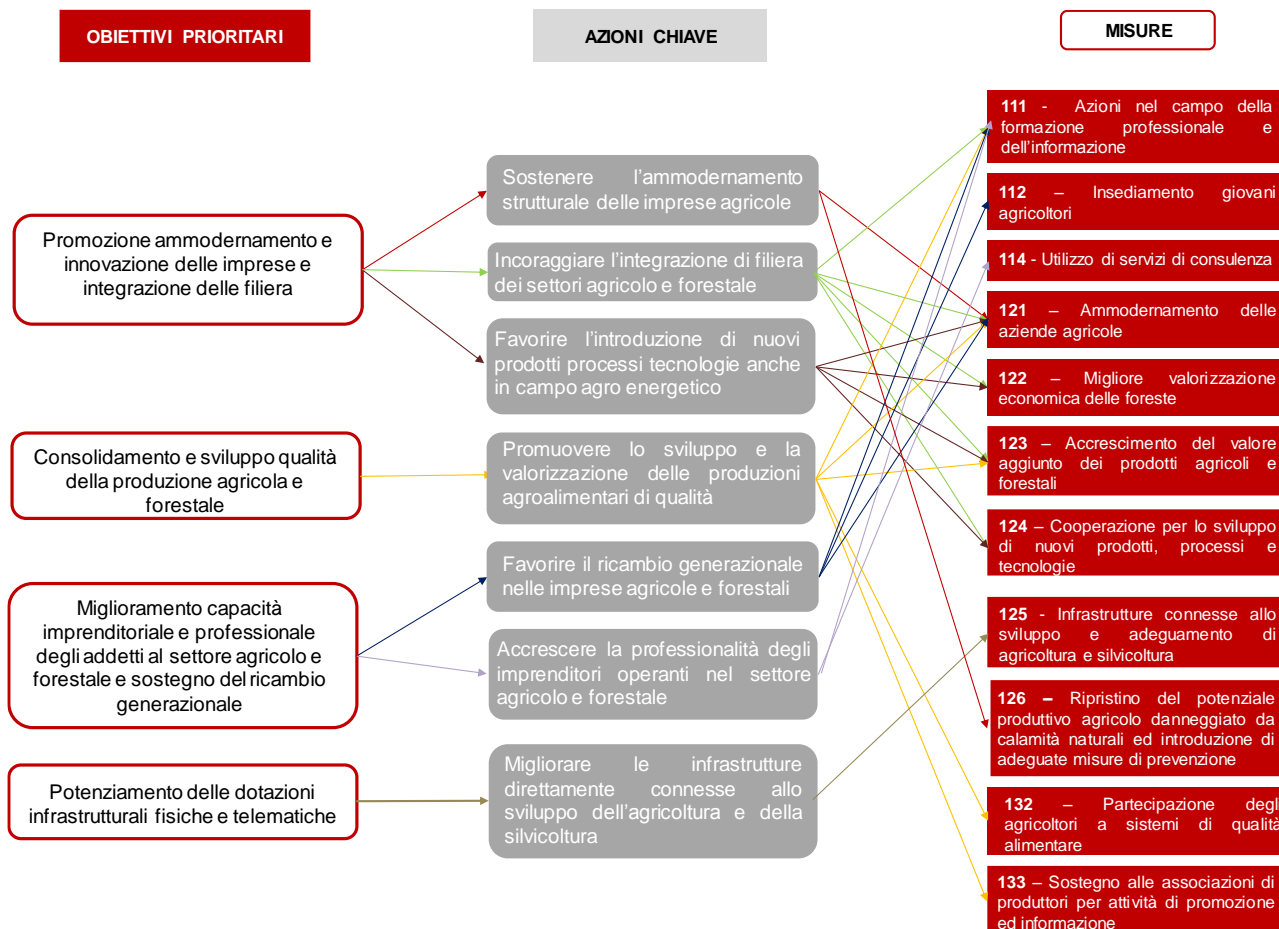 OBIETTIVI PRIORITARI
AZIONI CHIAVE
MISURE
Promozione ammodernamento e
innovazione delle imprese e
integrazione delle filiera
Consolidamento e sviluppo qualità
della produzione agricola e
forestale
Miglioramento capacità
imprenditoriale e professionale
degli addetti al settore agricolo e
forestale e sostegno del ricambio
generazionale
Potenziamento delle dotazioni
infrastrutturali fisiche e telematiche
Sostenere l'ammodernamento
strutturale delle imprese agricole
Incoraggiare l'integrazione di filiera
dei settori agricolo e forestale
Favorire l'introduzione di nuovi
prodotti processi tecnologie anche
in campo agro energetico
Promuovere lo sviluppo e la
valorizzazione delle produzioni
agroalimentari di qualità
Favorire il ricambio generazionale
nelle imprese agricole e forestali
Accrescere la professionalità degli
imprenditori operanti nel settore
agricolo e forestale
Migliorare le infrastrutture
direttamente connesse allo
sviluppo dell'agricoltura e della
silvicoltura
111 - Azioni nel campo della
formazione professionale e
dell'informazione
112 – Insediamento giovani
agricoltori
114 - Utilizzo di servizi di consulenza
121 – Ammodernamento delle
aziende agricole
122 – Migliore valorizzazione
economica delle foreste
123 – Accrescimento del valore
aggiunto dei prodotti agricoli e
forestali
124 – Cooperazione per lo sviluppo
di nuovi prodotti, processi e
tecnologie
125 - Infrastrutture connesse allo
sviluppo e adeguamento di
agricoltura e silvicoltura
126 – Ripristino del potenziale
produttivo agricolo danneggiato da
calamità naturali ed introduzione di
adeguate misure di prevenzione
132 – Partecipazione degli
agricoltori a sistemi di qualità
alimentare
133 – Sostegno alle associazioni di
produttori per attività di promozione
ed informazione